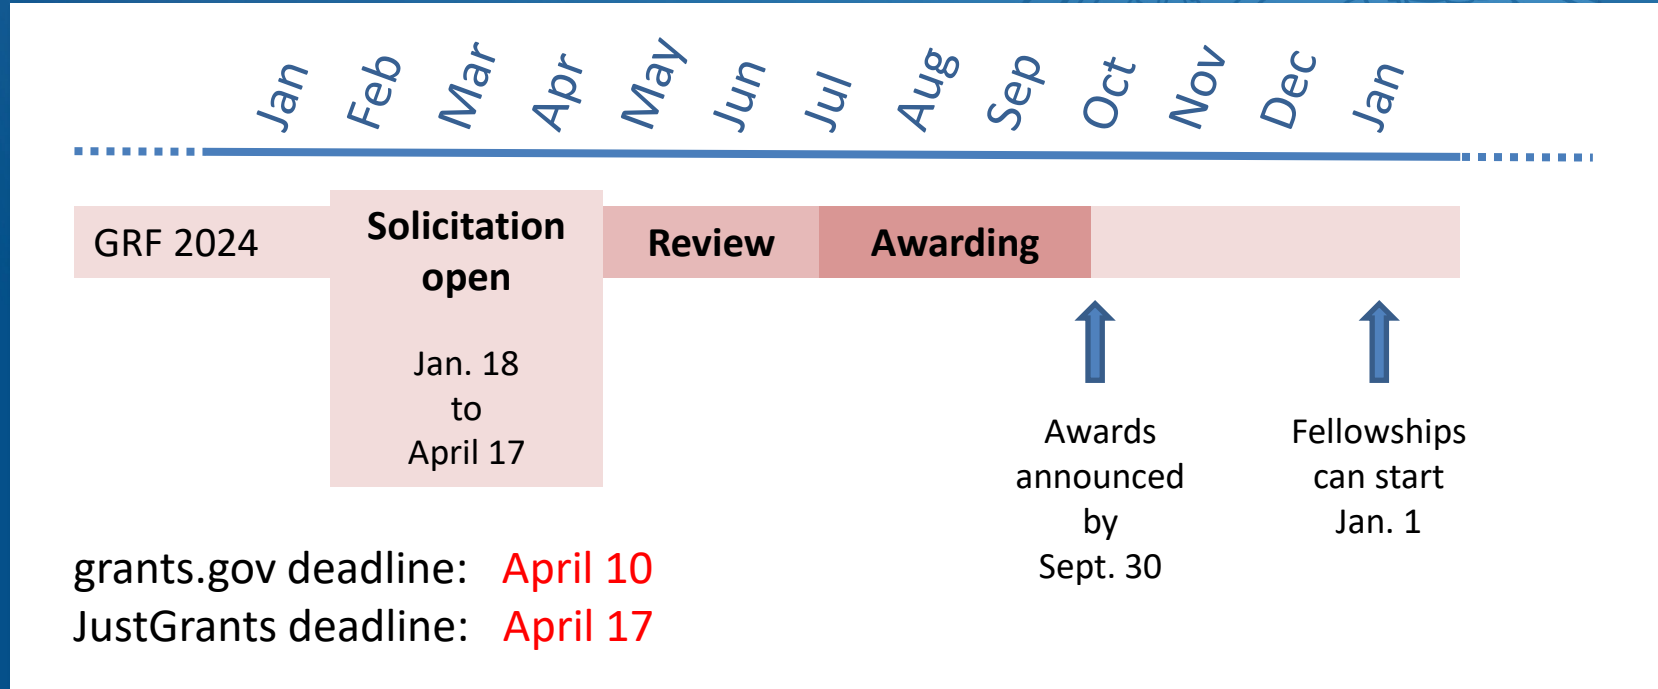 Jan Feb Mar Apr May Jun Jul Aug Sep Oct Nov Dec Jan
GRF 2024
Solicitation
open
Jan. 18
to
April 17
Review
Awarding
Awards
announced
by
Sept. 30
Fellowships
can start
Jan. 1
grants.gov deadline: April 10
JustGrants deadline: April 17